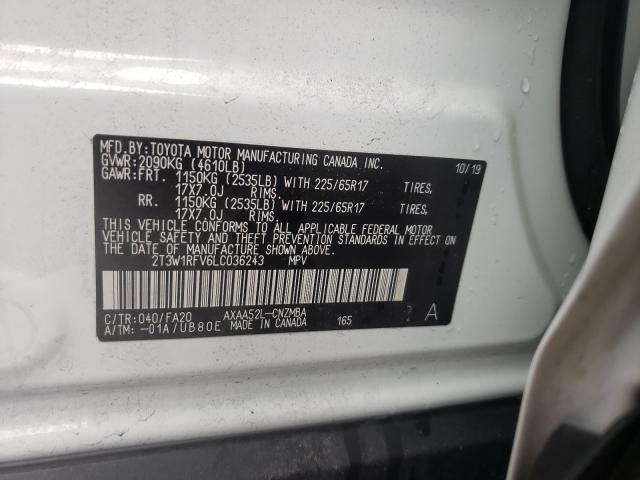 MFD.BY:TOYOTA MOTOR MANUFACTURING CANADA INC. 10/19
GVWR:2090KG (4610LB)
GAWR:FRT. 1150KG (2535LB) WITH 225/65R17 TIRES,
17X7.0J RIMS.
RR. 1150KG (2535LB) WITH 225/65R17 TIRES,
17X7.0J RIMS.
THIS VEHICLE CONFORMS TO ALL APPLICABLE FEDERAL MOTOR
VEHICLE SAFETY AND THEFT PREVENTION STANDARDS IN EFFECT ON
THE DATE OF MANUFACTURE SHOWN ABOVE.
2T3W1RFV6LC036243 MPV
C/TR:040/FA20 AXAA52L-CNZMBA
A/TM:-01A/UB80E MADE IN CANADA 165 A